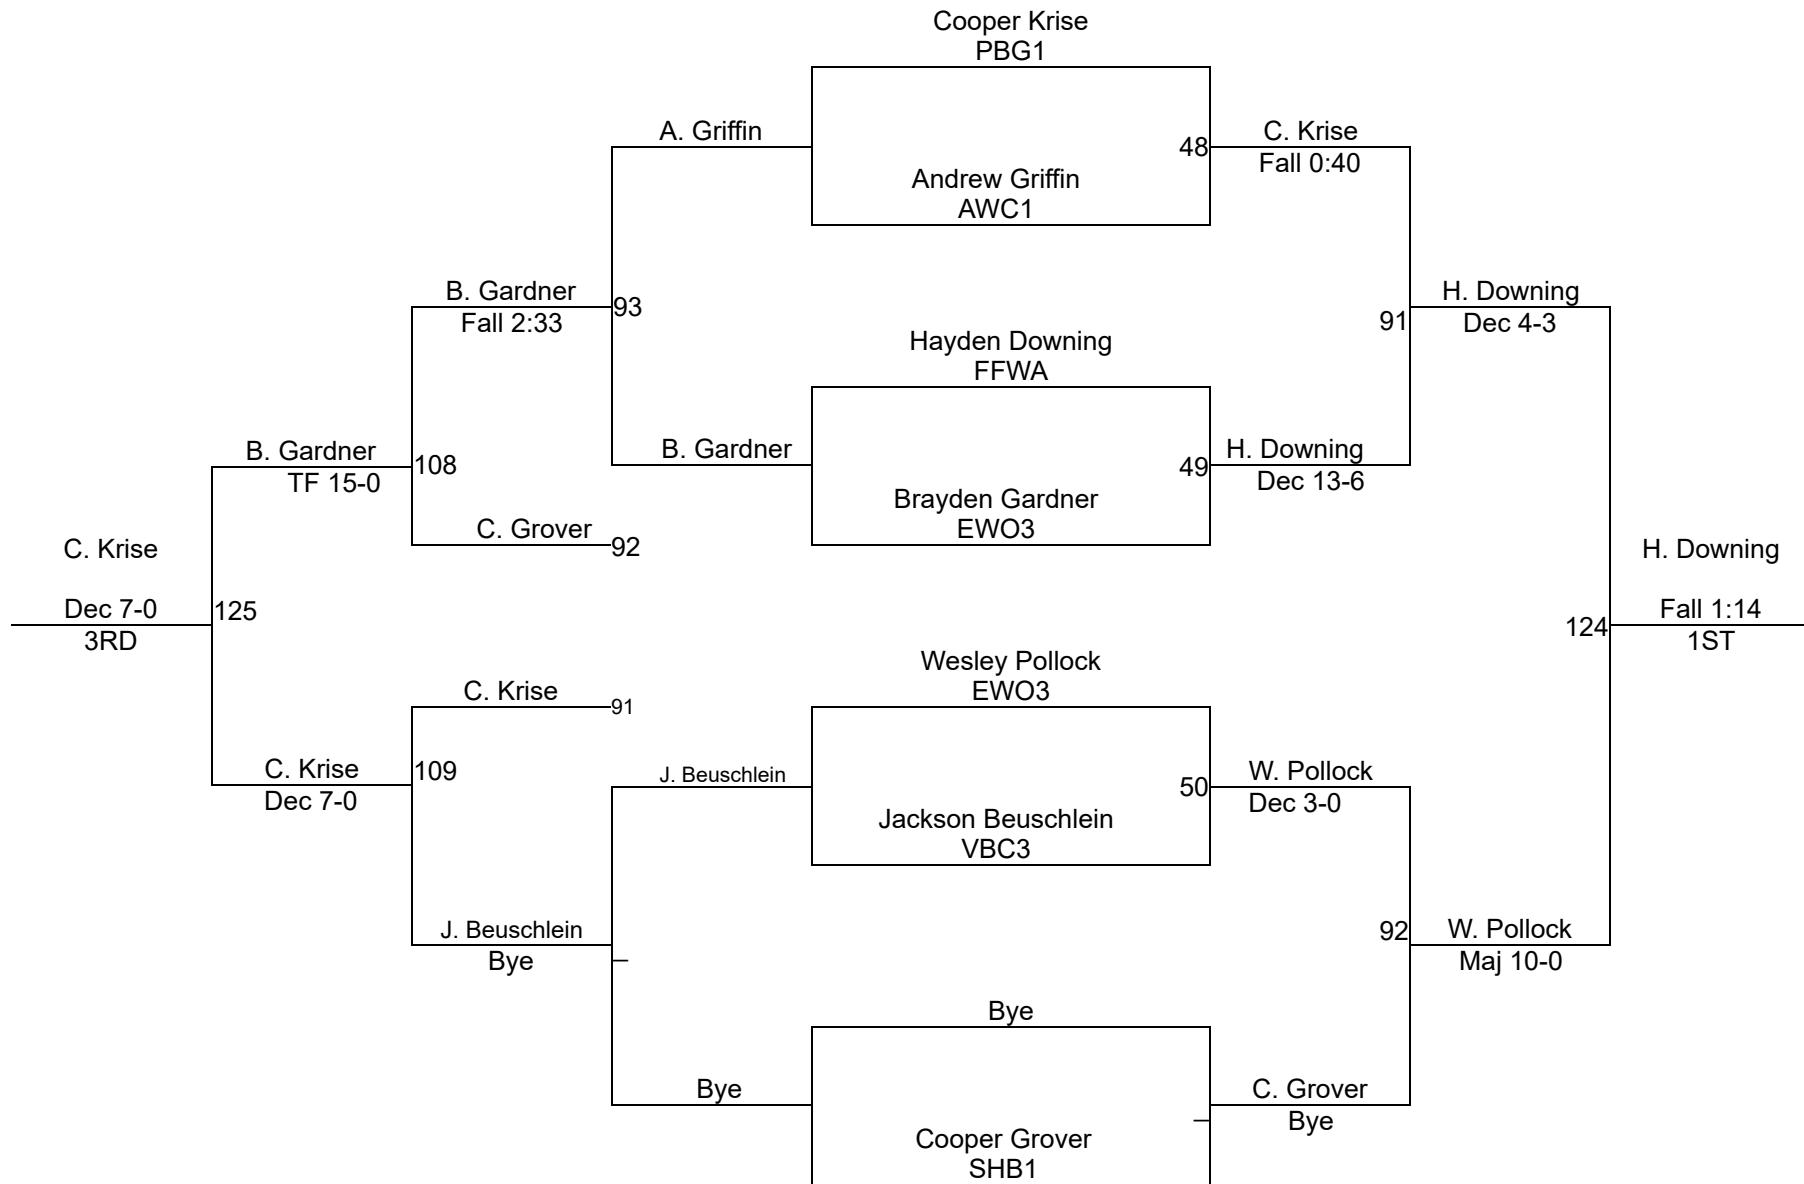 Cooper Krise
PBG1
A. Griffin
48
C. Krise
Fall 0:40
Andrew Griffin
AWC1
B. Gardner
Fall 2:33
93
H. Downing
Dec 4-3
91
Hayden Downing
FFWA
B. Gardner
TF 15-0
108
B. Gardner
49
H. Downing
Dec 13-6
Brayden Gardner
EWO3
C. Grover
92
C. Krise
Dec 7-0
3RD
125
H. Downing
Fall 1:14
1ST
124
Wesley Pollock
EWO3
C. Krise
91
C. Krise
Dec 7-0
109
J. Beuschlein
50
W. Pollock
Dec 3-0
Jackson Beuschlein
VBC3
J. Beuschlein
Bye
92
W. Pollock
Maj 10-0
Bye
Bye
C. Grover
Bye
Cooper Grover
SHB1